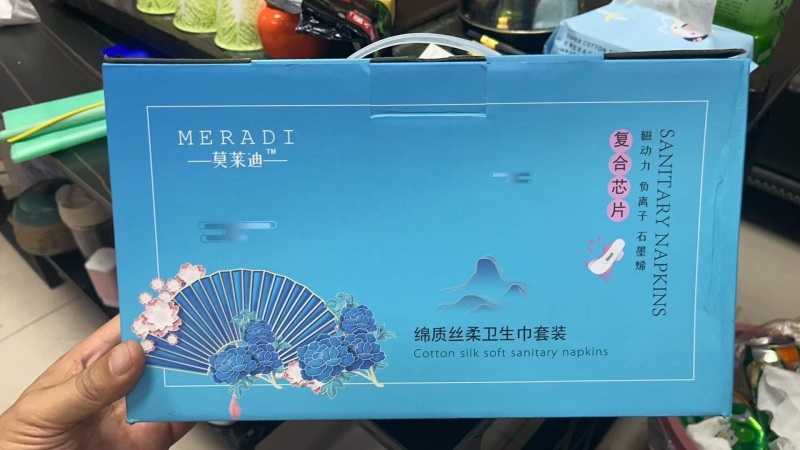 MERADI
莫莱迪™
复合芯片
磁动力 负离子 石墨烯
SANITARY NAPKINS
绵质丝柔卫生巾套装
Cotton silk soft sanitary napkins